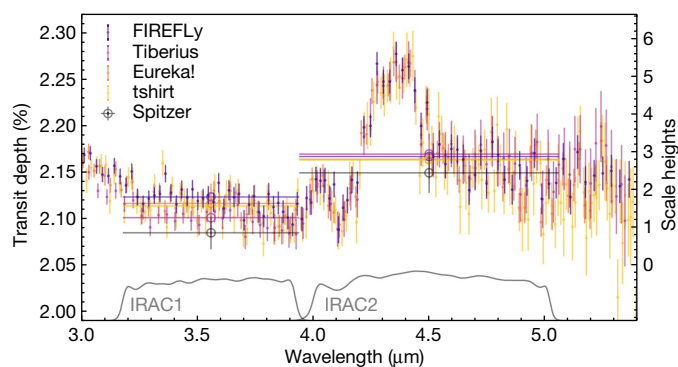 FIREFLy
Tiberius
Eureka!
tshirt
Spitzer
Transit depth (%)
2.30
2.25
2.20
2.15
2.10
2.05
2.00
Scale heights
6
5
4
3
2
1
0
IRAC1
IRAC2
3.0 3.5 4.0 4.5 5.0
Wavelength (μm)